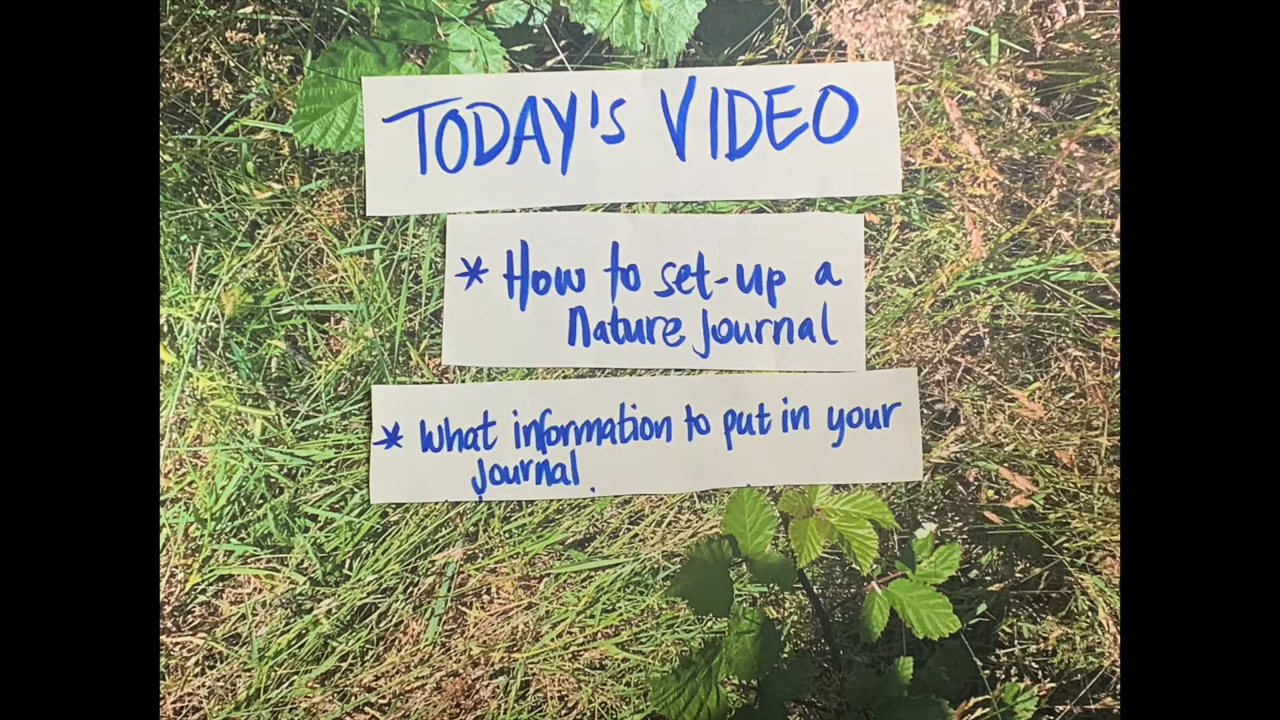 TODAY'S VIDEO
* How to set-up a
Nature Journal
* What information to put in your
Journal.